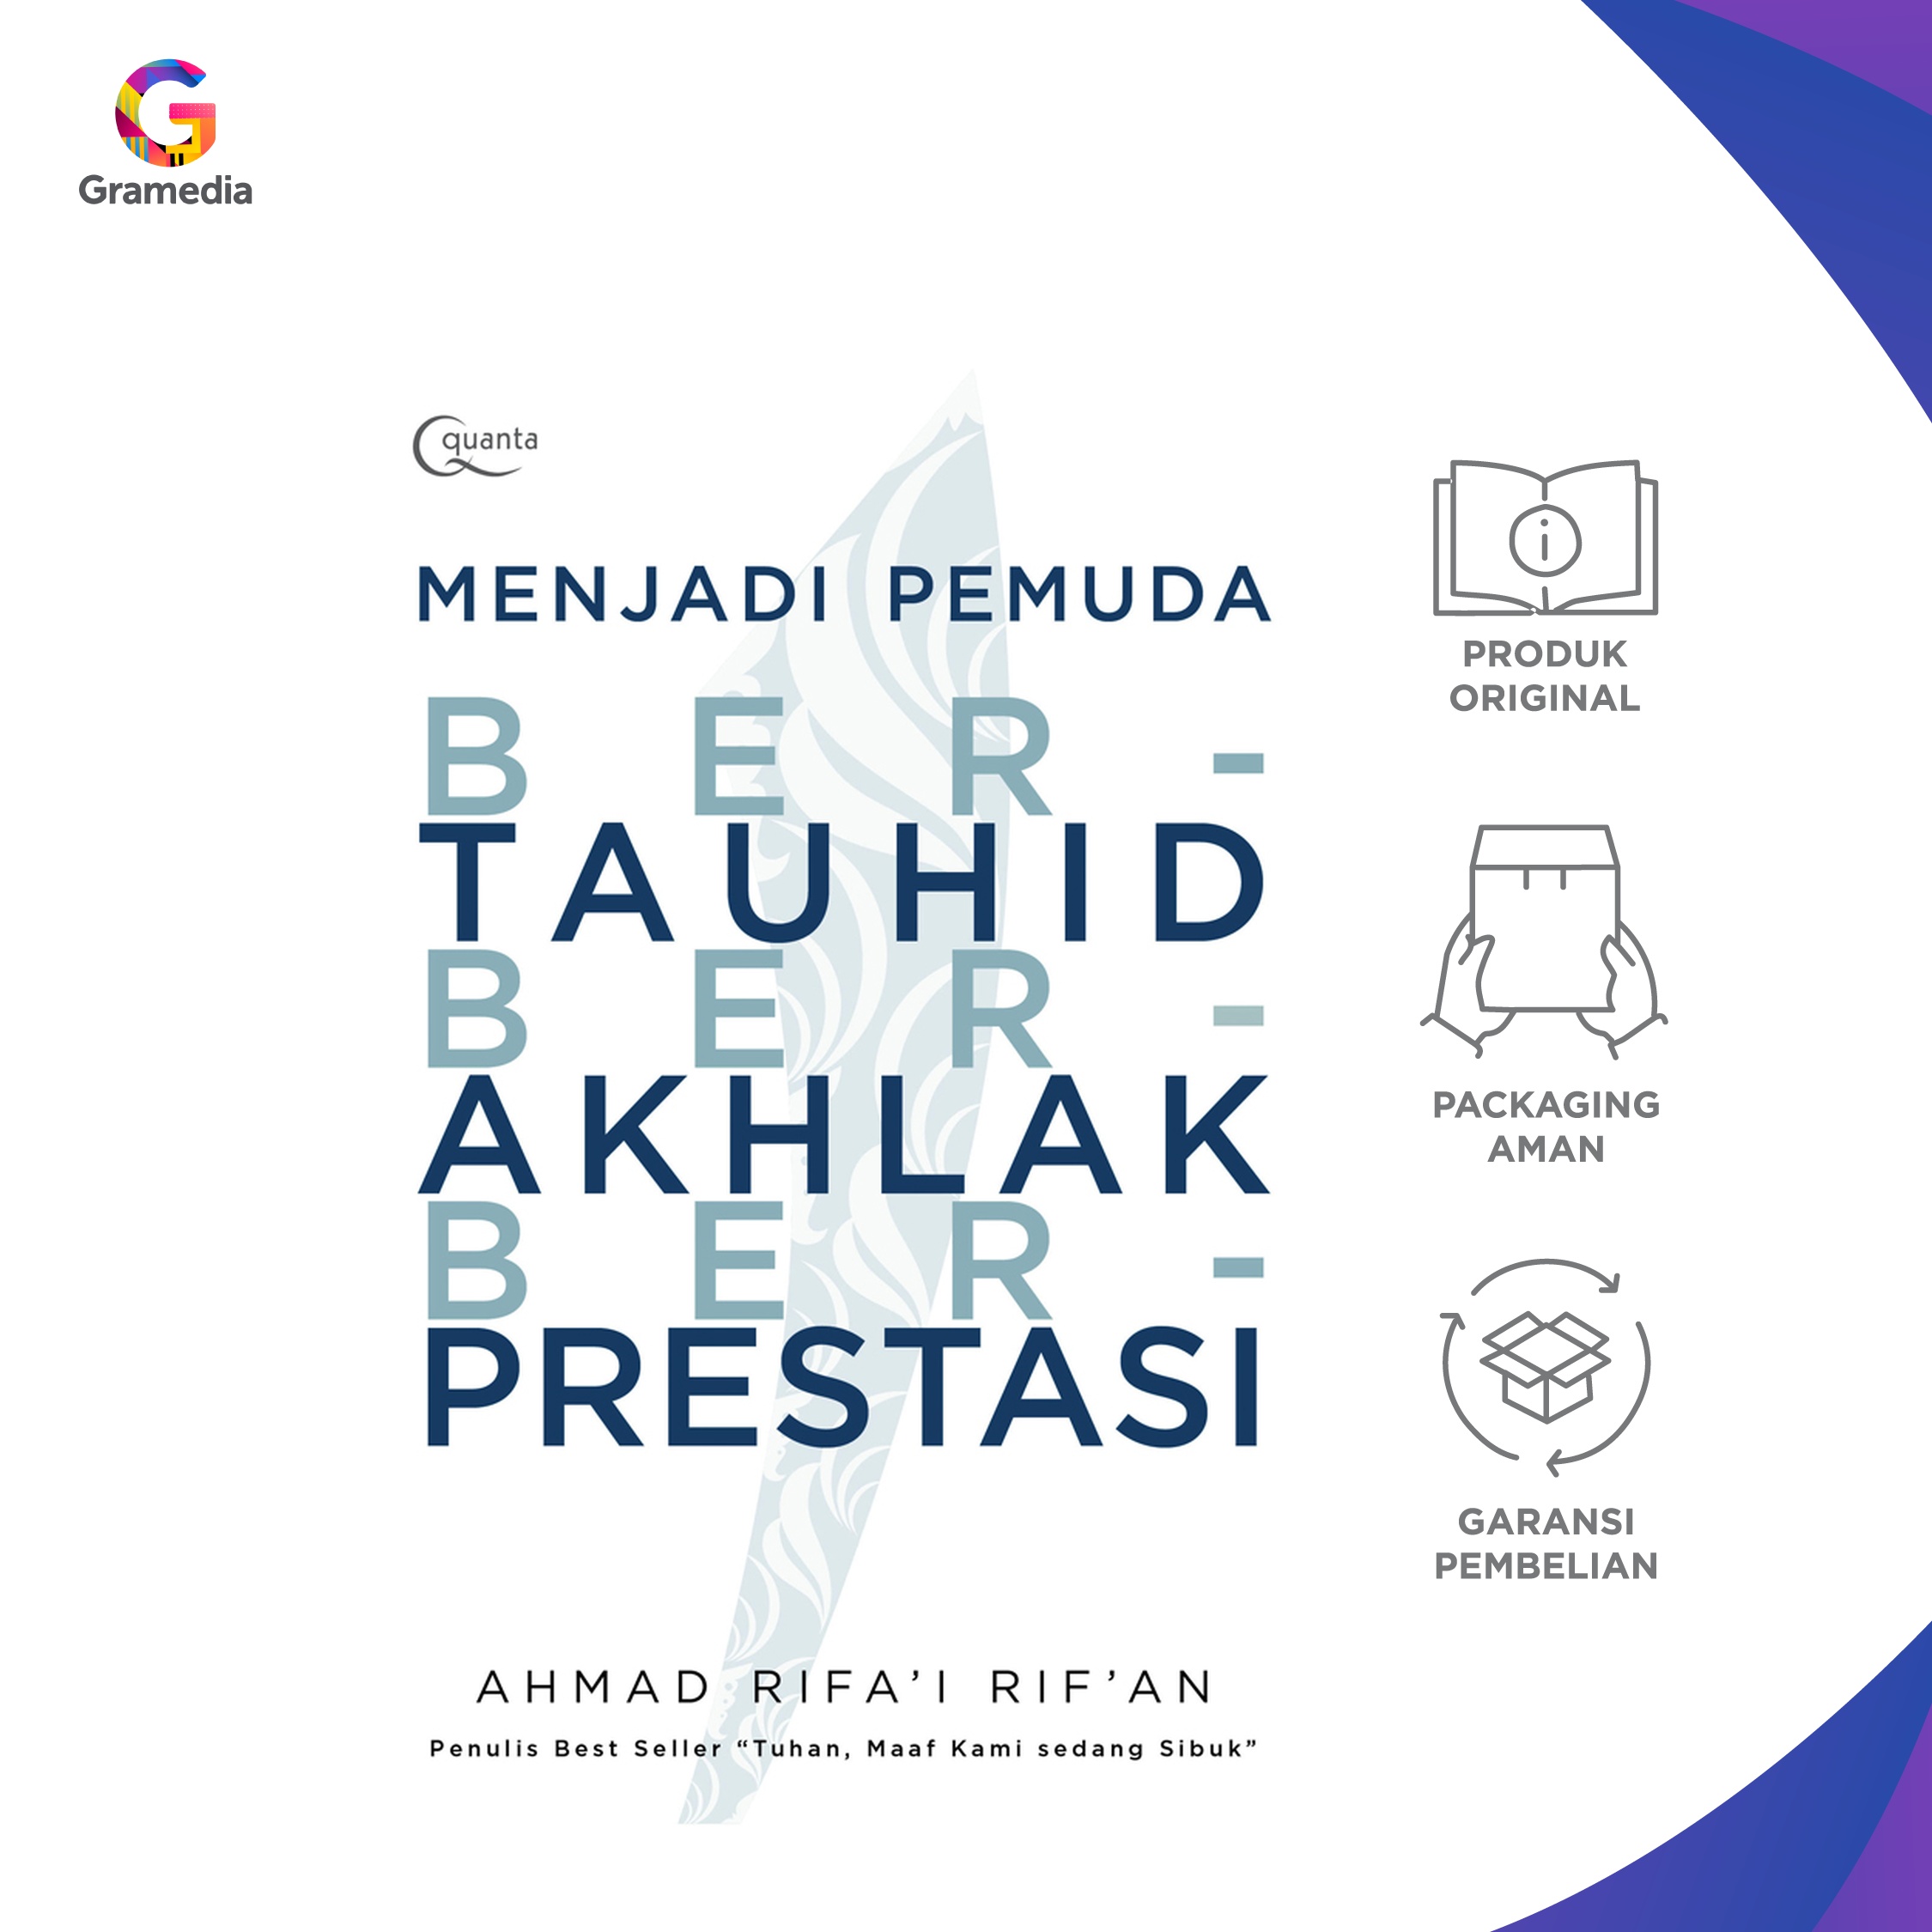 Gramedia
quanta
MENJADI PEMUDA
BER-
TAUHID
BER-
AKHLAK
BER-
PRESTASI
AHMAD RIFA'I RIF'AN
Penulis Best Seller "Tuhan, Maaf Kami sedang Sibuk"
PRODUK
ORIGINAL
PACKAGING
AMAN
GARANSI
PEMBELIAN